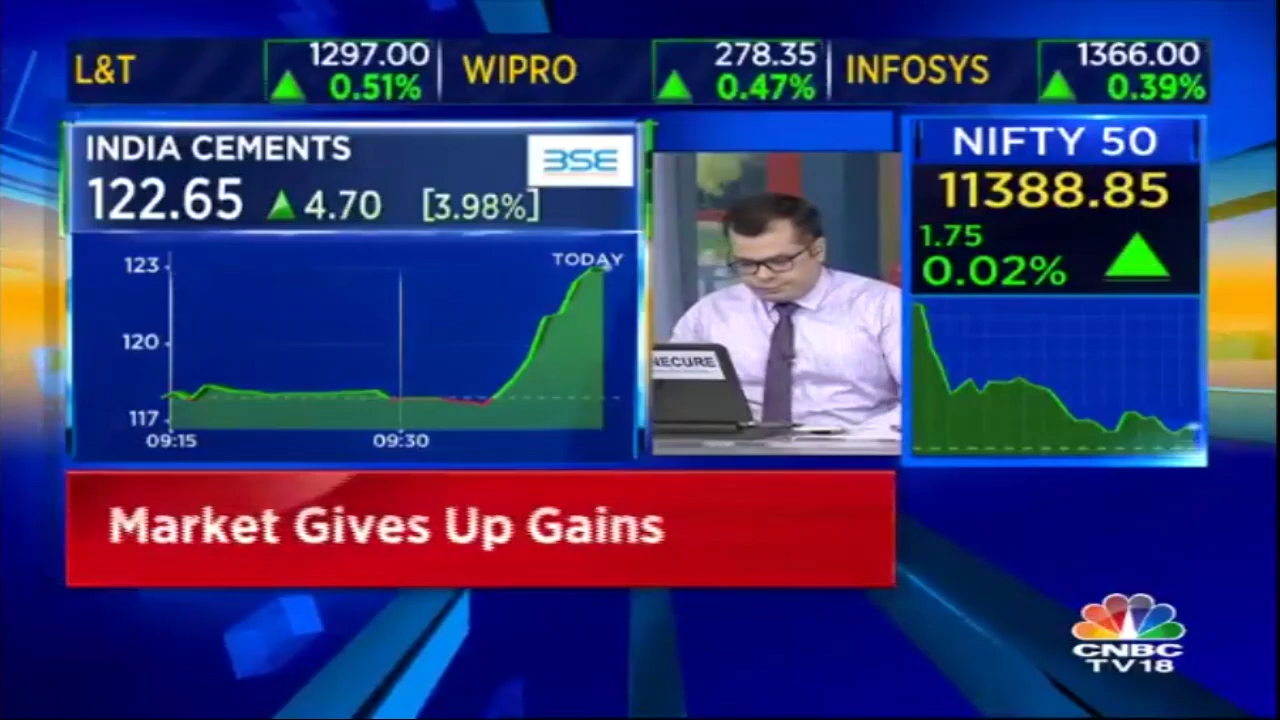 L&T 1297.00 0.51% WIPRO 278.35 0.47% INFOSYS 1366.00 0.39%
INDIA CEMENTS
BSE
122.65 4.70 [3.98%]
TODAY
123
120
117
09:15 09:30
NIFTY 50
11388.85
1.75
0.02%
Market Gives Up Gains
CNBC
TV18